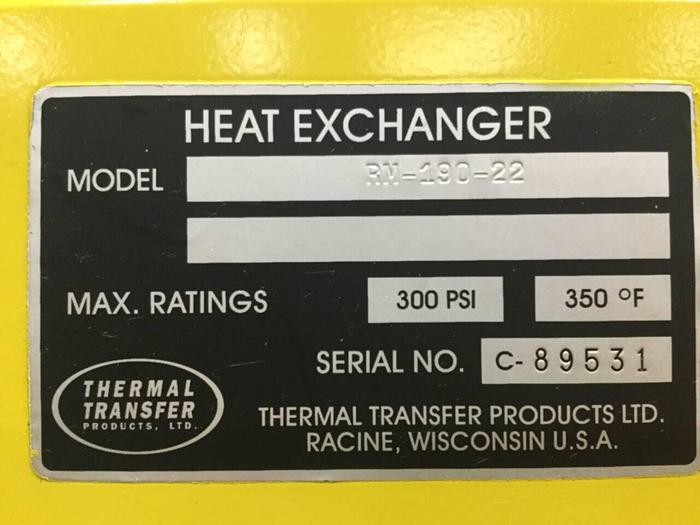 HEAT EXCHANGER
MODEL RM-190-22
MAX. RATINGS 300 PSI 350 °F
SERIAL NO. C-89531
THERMAL
TRANSFER
PRODUCTS, LTD.
THERMAL TRANSFER PRODUCTS LTD.
RACINE, WISCONSIN U.S.A.